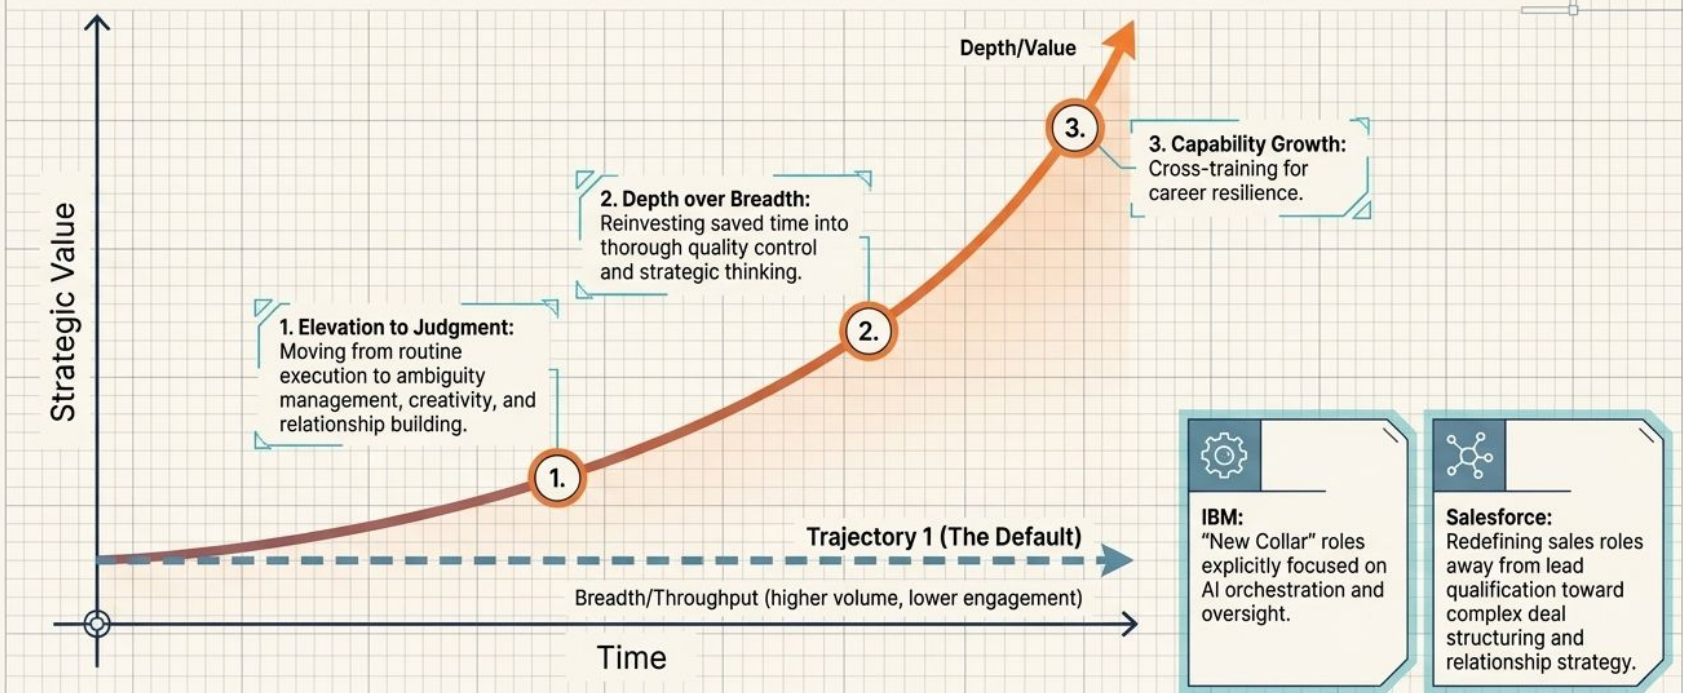 Depth/Value
3.
3. Capability Growth:
Cross-training for
career resilience.
2. Depth over Breadth:
Reinvesting saved time into
thorough quality control
and strategic thinking.
2.
Strategic Value
1. Elevation to Judgment:
Moving from routine
execution to ambiguity
management, creativity, and
relationship building.
1.
Trajectory 1 (The Default)
Breadth/Throughput (higher volume, lower engagement)
Time
IBM:
“New Collar” roles
explicitly focused on
AI orchestration and
oversight.
Salesforce:
Redefining sales roles
away from lead
qualification toward
complex deal
structuring and
relationship strategy.